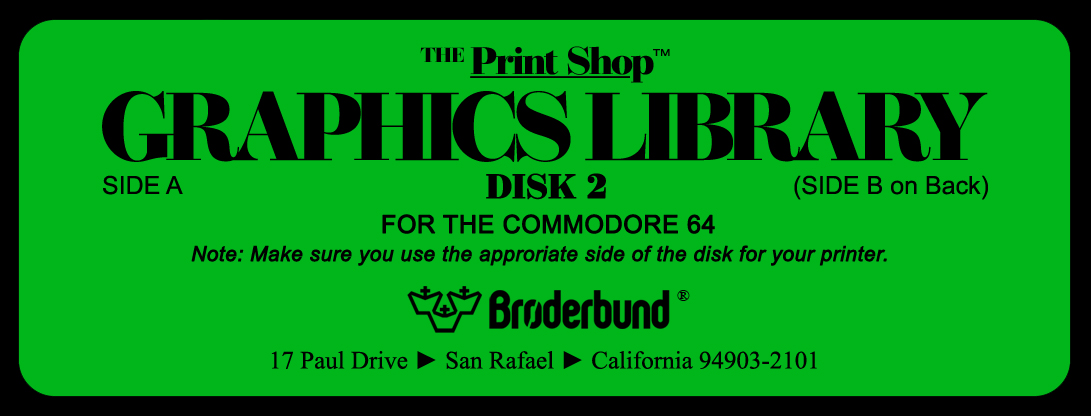 THE Print Shop™
GRAPHICS LIBRARY
SIDE A DISK 2 (SIDE B on Back)
FOR THE COMMODORE 64
Note: Make sure you use the approriate side of the disk for your printer.
Brøderbund®
17 Paul Drive ► San Rafael ► California 94903-2101